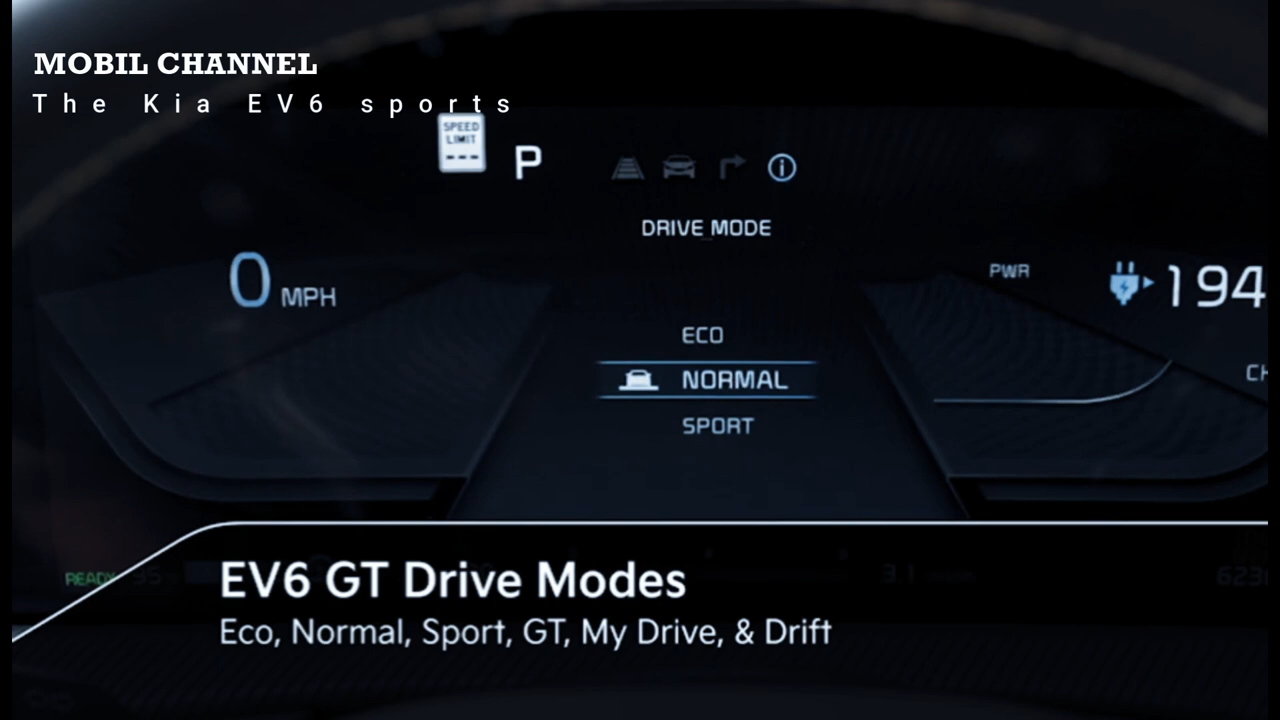 MOBIL CHANNEL
The Kia EV6 sports
SPEED
LIMIT
---
P
DRIVE MODE
0 MPH
PWR
194
ECO
NORMAL
SPORT
READY
EV6 GT Drive Modes
Eco, Normal, Sport, GT, My Drive, & Drift